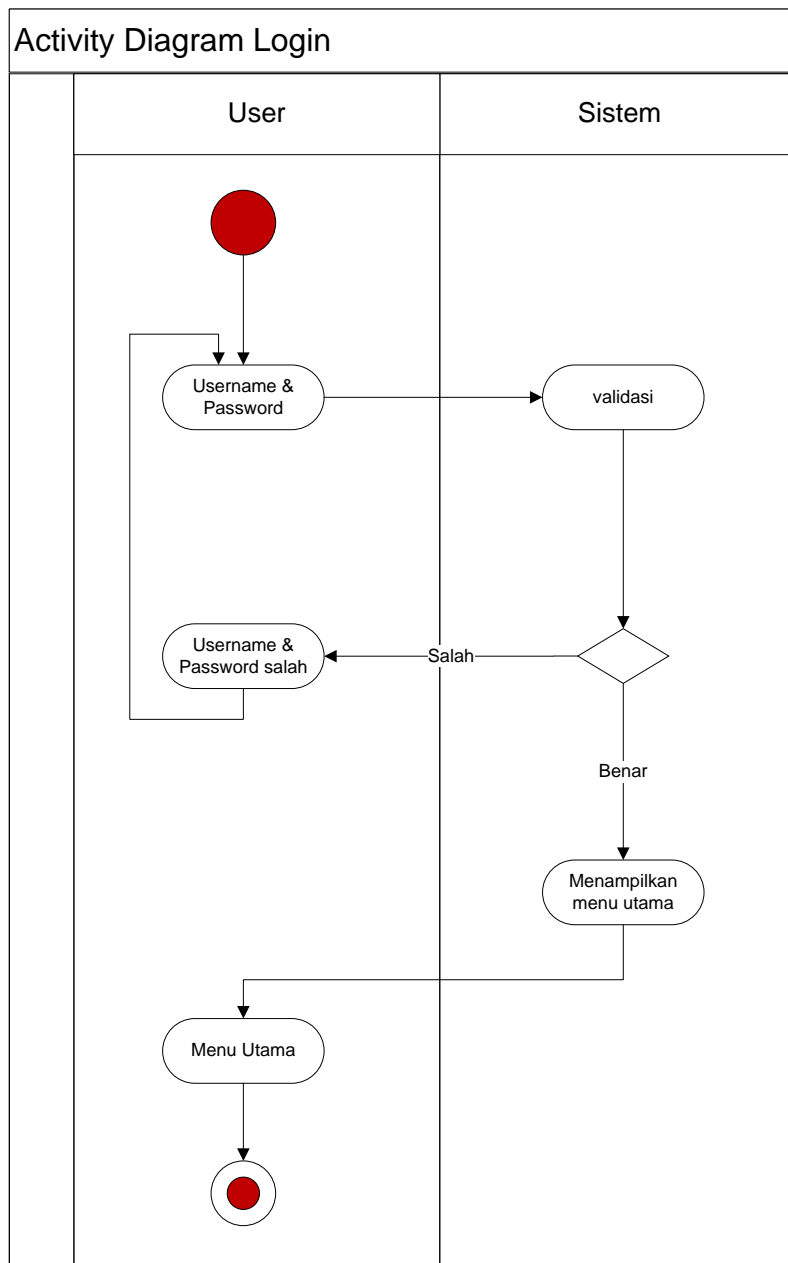 Activity Diagram Login
User
Sistem
Username &
Password
validasi
Username &
Password salah
Salah
Benar
Menampilkan
menu utama
Menu Utama